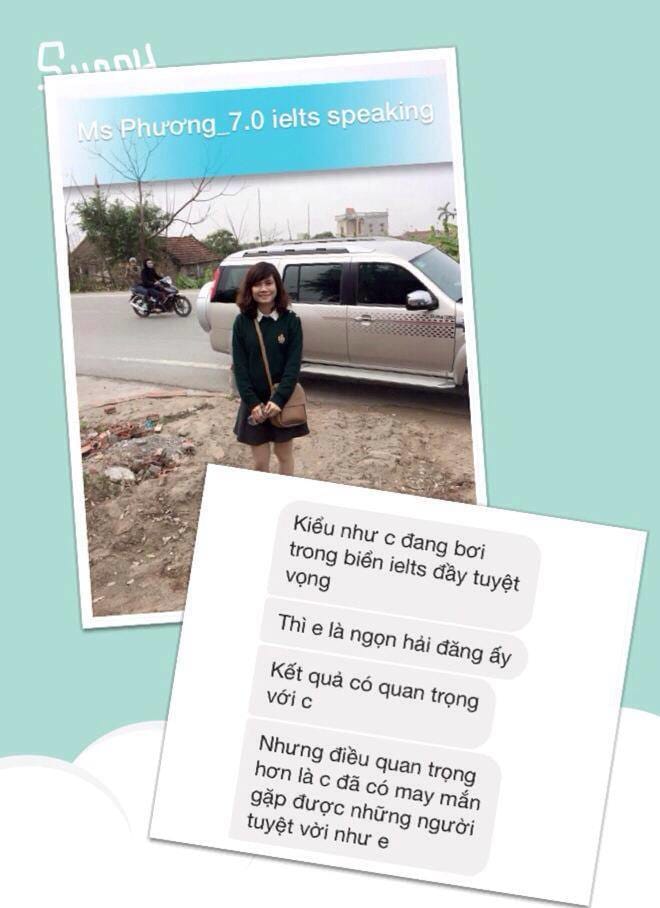 Sunny
Ms Phương_7.0 ielts speaking
Kiểu như c đang bơi
trong biển ielts đầy tuyệt
vọng
Thì e là ngọn hải đăng ấy
Kết quả có quan trọng
với c
Nhưng điều quan trọng
hơn là c đã có may mắn
gặp được những người
tuyệt vời như e